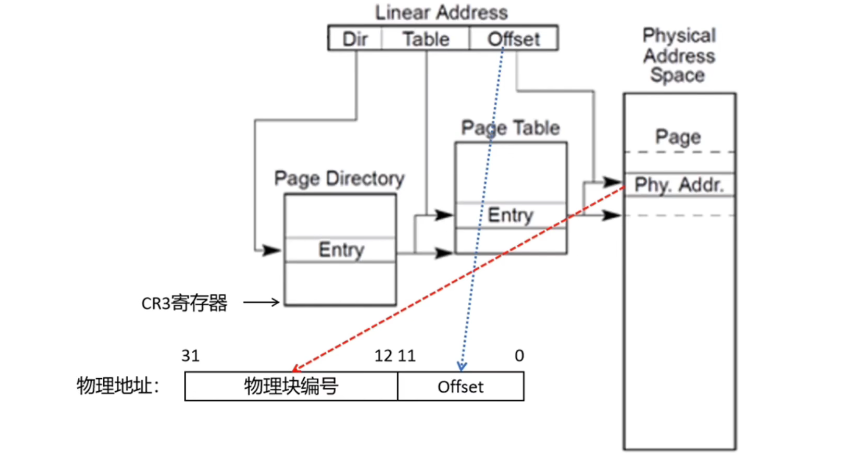 Linear Address
Dir Table Offset
Physical
Address
Space
Page Table
Page
Page Directory
Phy. Addr.
Entry
Entry
CR3寄存器
31 12 11 0
物理地址: 物理块编号 Offset